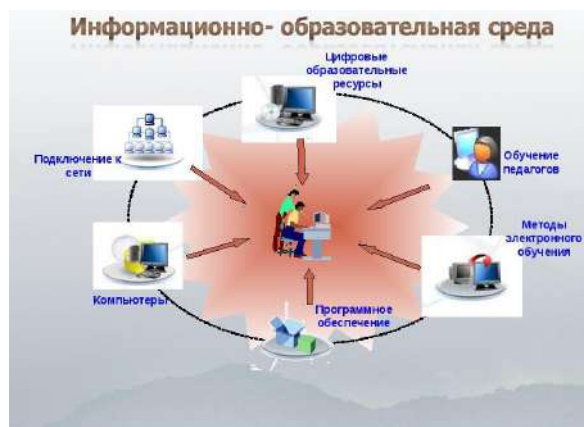 Информационно- образовательная среда
Цифровые
образовательные
ресурсы
Подключение к
сети
Обучение
педагогов
Методы
электронного
обучения
Компьютеры
Программное
обеспечение